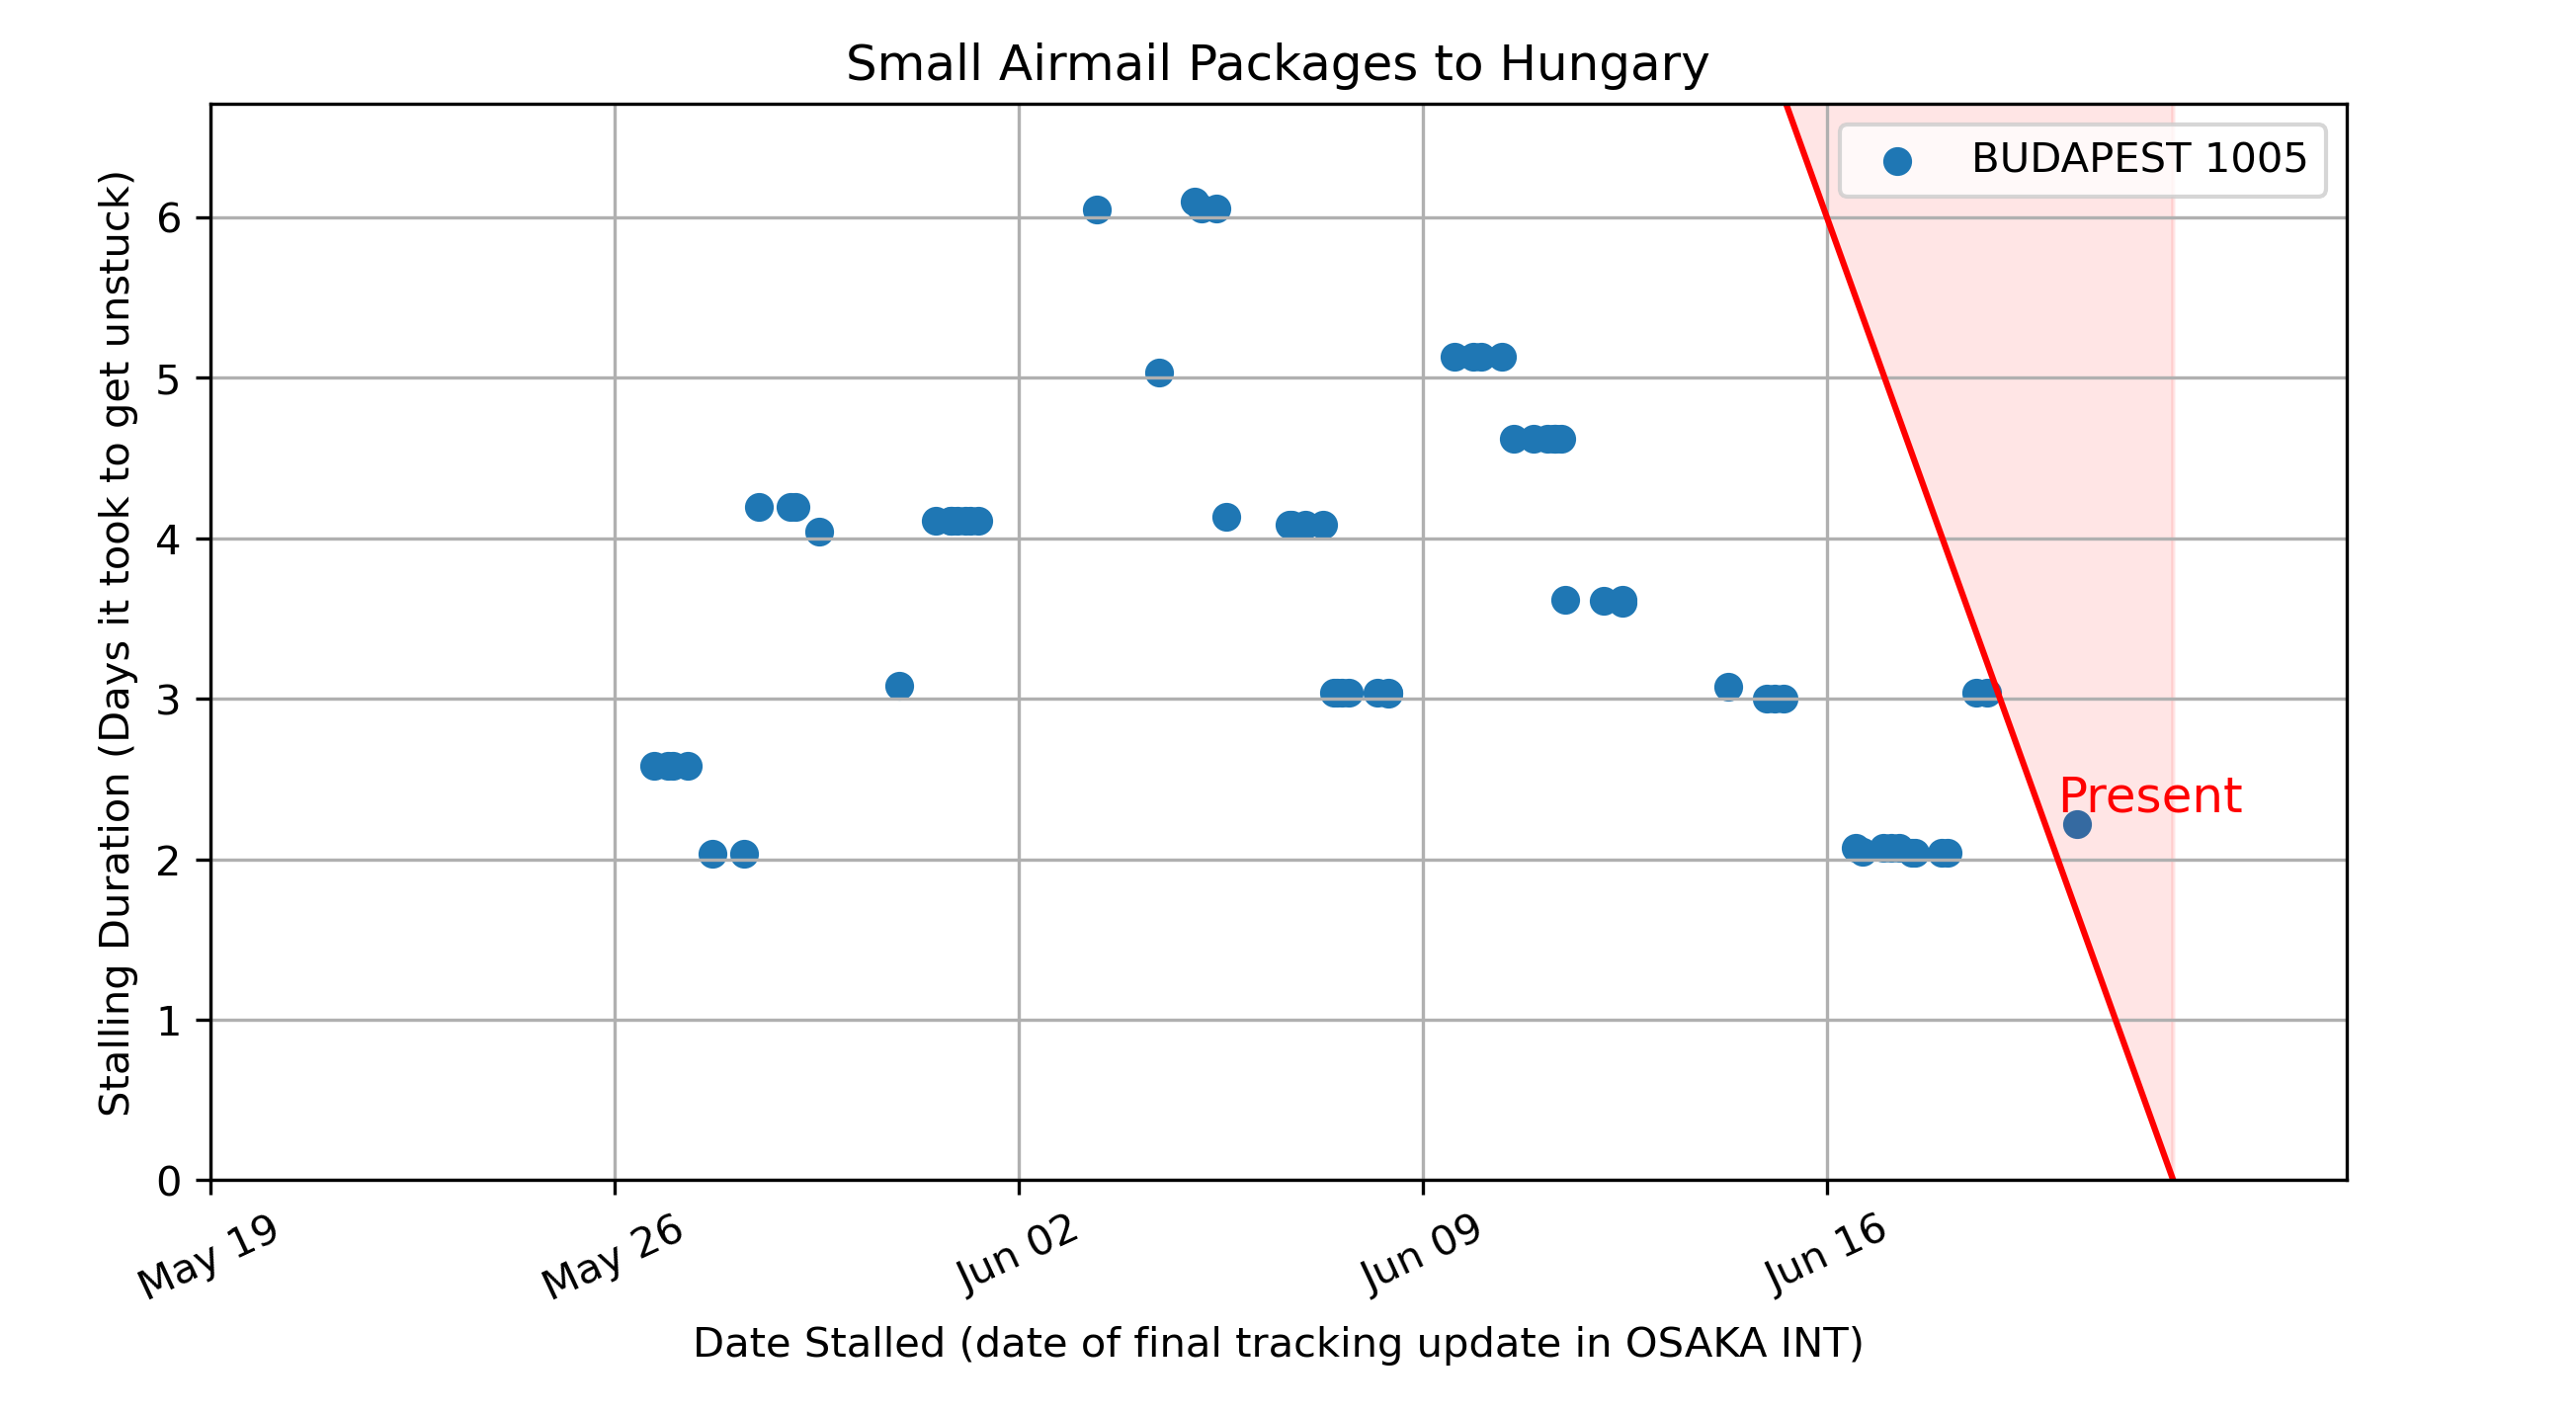 Small Airmail Packages to Hungary
BUDAPEST 1005
Stalling Duration (Days it took to get unstuck)
6
5
4
3
2
1
0
Present
May 19
May 26
Jun 02
Jun 09
Jun 16
Date Stalled (date of final tracking update in OSAKA INT)